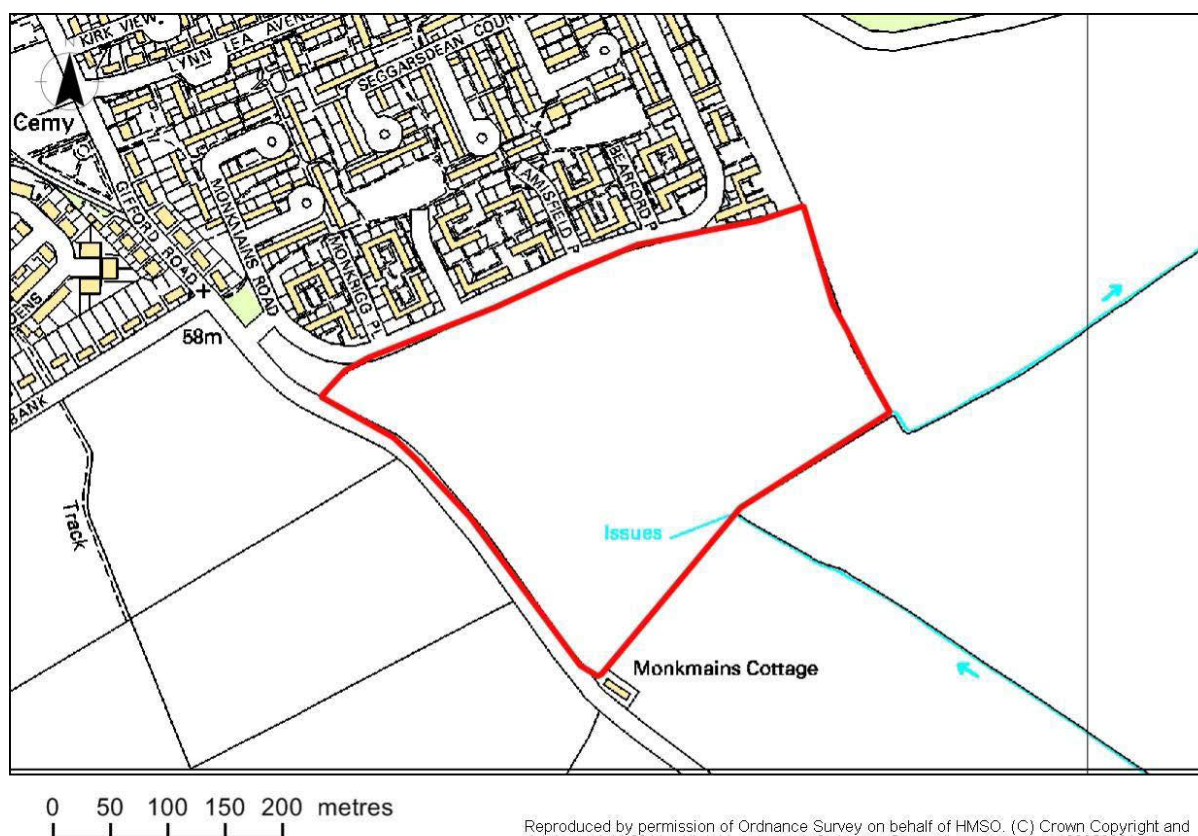 KIRK VIEW
LYNN LEA AVENUE
SEGGARSDEAN COURT
N
Cemy
GIFFORD ROAD
MONKMAINS ROAD
MONKRIGG P
AMISFIELD P
BEARFORD P
DENS
58m
BANK
Track
Issues
Monkmains Cottage
0 50 100 150 200 metres
Reproduced by permission of Ordnance Survey on behalf of HMSO. (C) Crown Copyright and